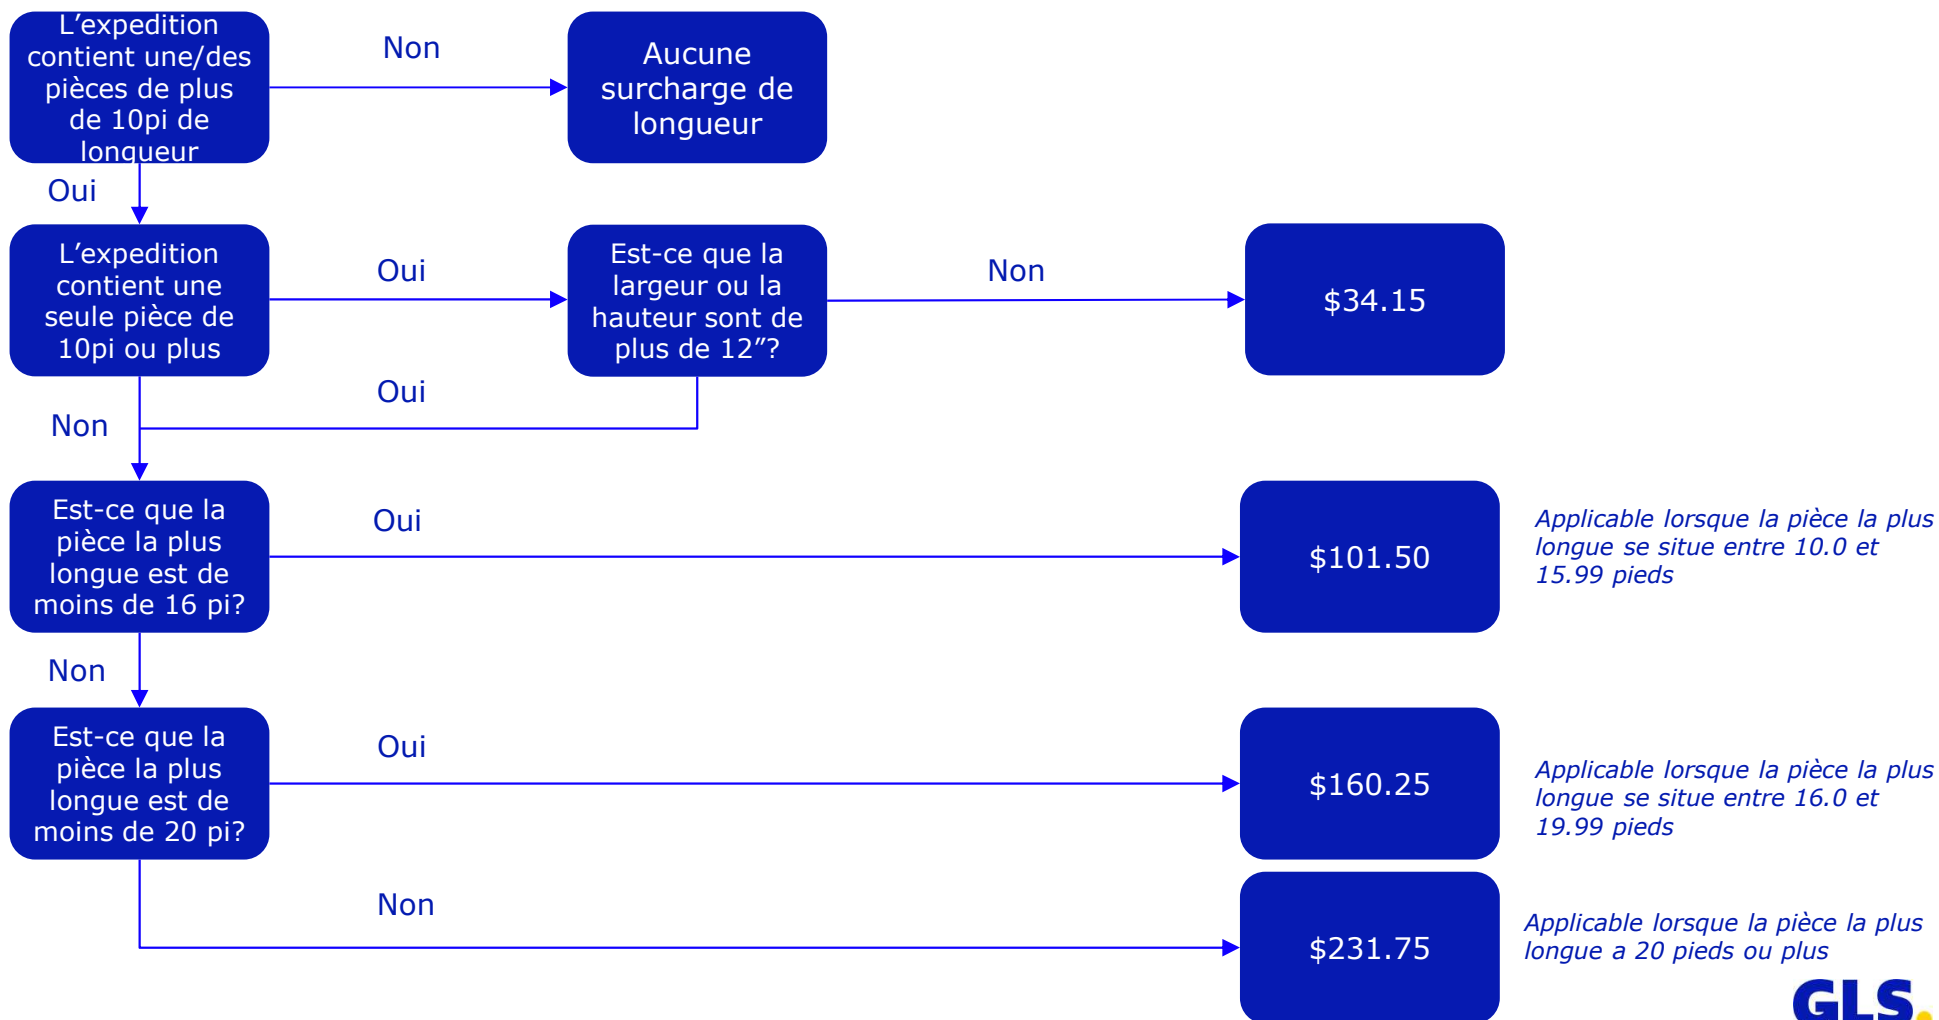 L’expedition
contient une/des
pièces de plus
de 10pi de
longueur
Non
Aucune
surcharge de
longueur
Oui
L’expedition
contient une
seule pièce de
10pi ou plus
Oui
Est-ce que la
largeur ou la
hauteur sont de
plus de 12”?
Non
$34.15
Oui
Non
Est-ce que la
pièce la plus
longue est de
moins de 16 pi?
Oui
$101.50
Applicable lorsque la pièce la plus
longue se situe entre 10.0 et
15.99 pieds
Non
Est-ce que la
pièce la plus
longue est de
moins de 20 pi?
Oui
$160.25
Applicable lorsque la pièce la plus
longue se situe entre 16.0 et
19.99 pieds
Non
$231.75
Applicable lorsque la pièce la plus
longue a 20 pieds ou plus
GLS.